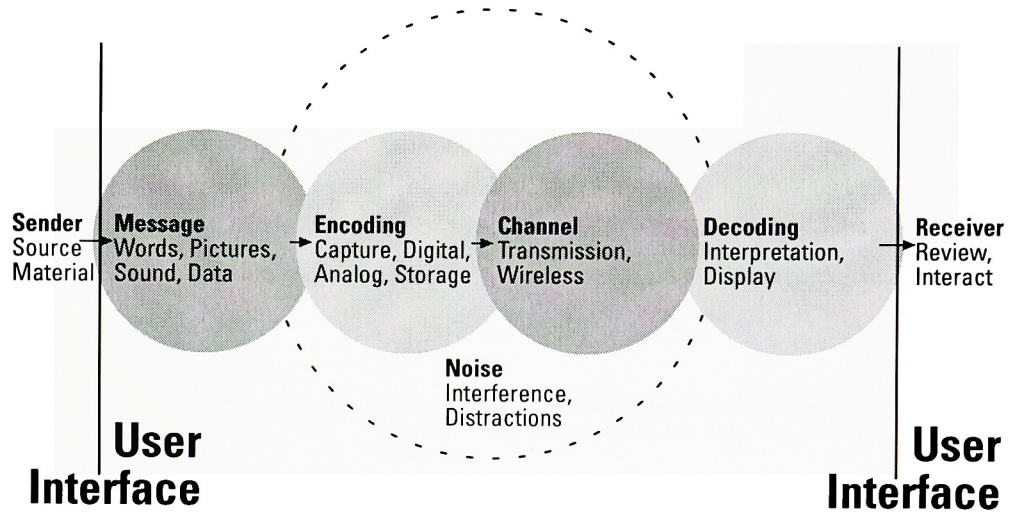 Sender
Source
Material
Message
Words, Pictures,
Sound, Data
Encoding
Capture, Digital,
Analog, Storage
Channel
Transmission,
Wireless
Decoding
Interpretation,
Display
Receiver
Review,
Interact
Noise
Interference,
Distractions
User
Interface
User
Interface